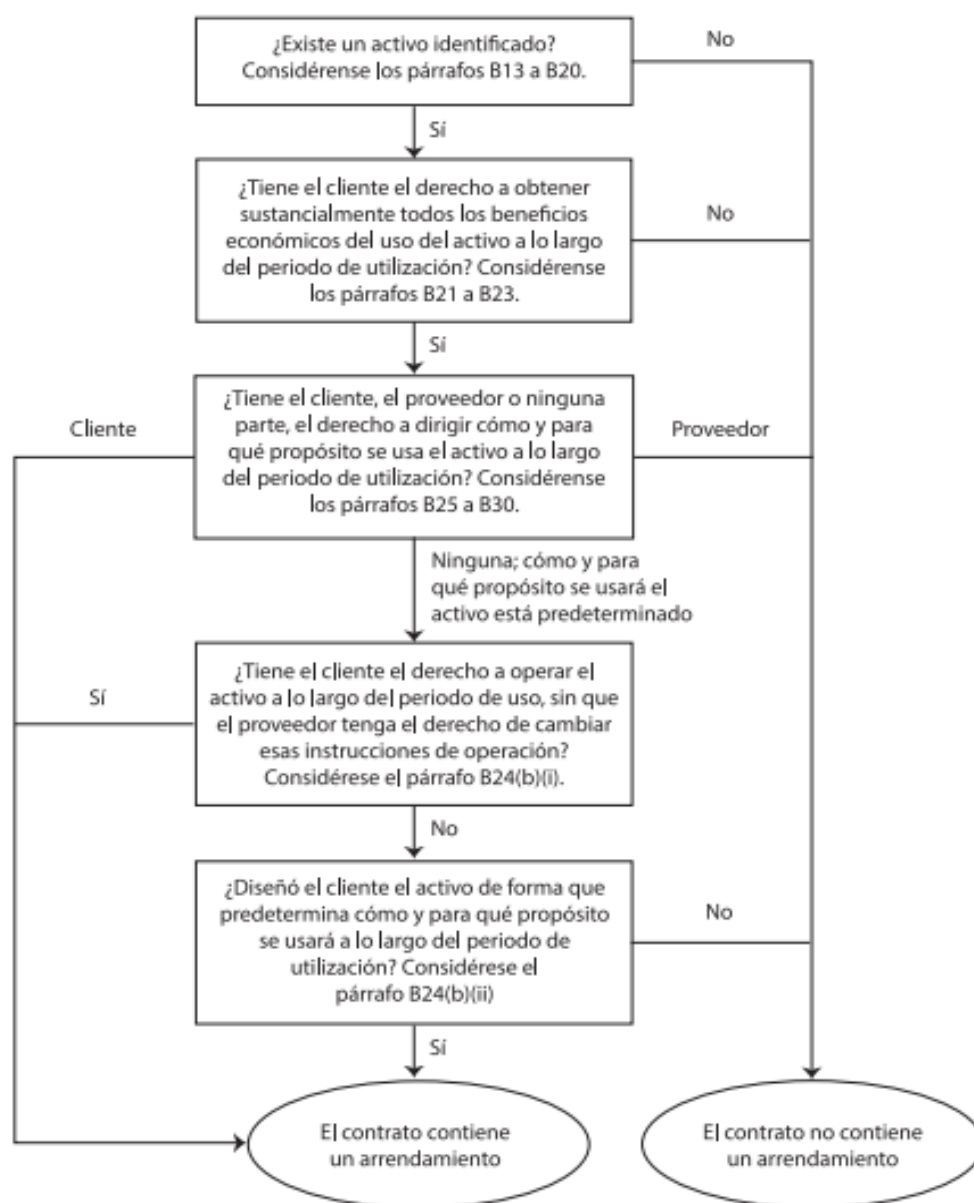 ¿Existe un activo identificado?
Considérense los párrafos B13 a B20.
No
Sí
¿Tiene el cliente el derecho a obtener
sustancialmente todos los beneficios
económicos del uso del activo a lo largo
del periodo de utilización? Considérense
los párrafos B21 a B23.
No
Sí
¿Tiene el cliente, el proveedor o ninguna
parte, el derecho a dirigir cómo y para
qué propósito se usa el activo a lo largo
del periodo de utilización? Considérense
los párrafos B25 a B30.
Cliente
Proveedor
Ninguna; cómo y para
qué propósito se usará el
activo está predeterminado
¿Tiene el cliente el derecho a operar el
activo a lo largo del periodo de uso, sin que
el proveedor tenga el derecho de cambiar
esas instrucciones de operación?
Considérese el párrafo B24(b)(i).
Sí
No
¿Diseñó el cliente el activo de forma que
predetermina cómo y para qué propósito
se usará a lo largo del periodo de
utilización? Considérese el
párrafo B24(b)(ii)
No
Sí
El contrato contiene
un arrendamiento
El contrato no contiene
un arrendamiento